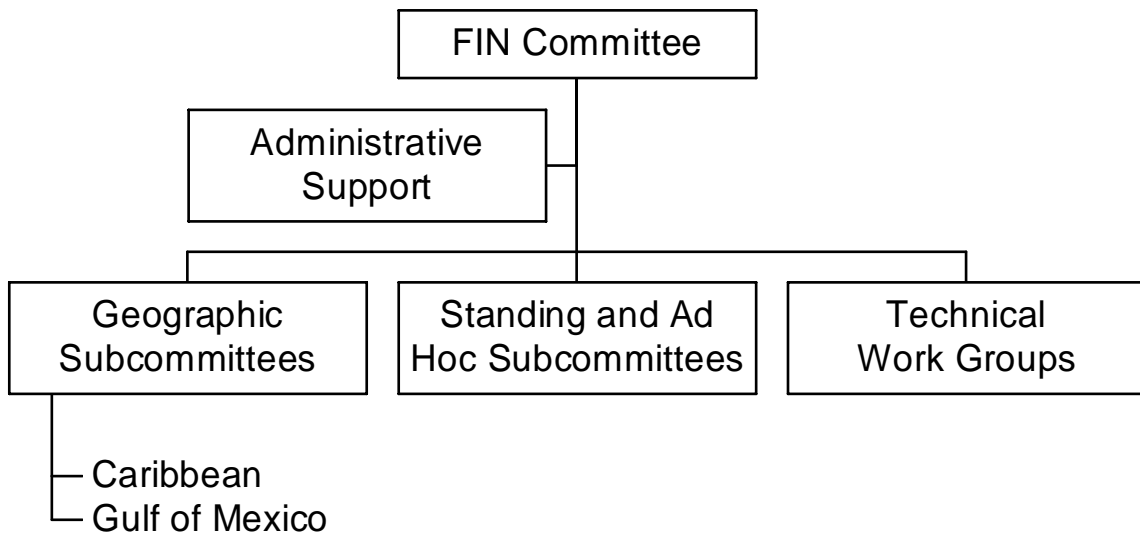 FIN Committee
Administrative
Support
Geographic
Subcommittees
Standing and Ad
Hoc Subcommittees
Technical
Work Groups
Caribbean
Gulf of Mexico